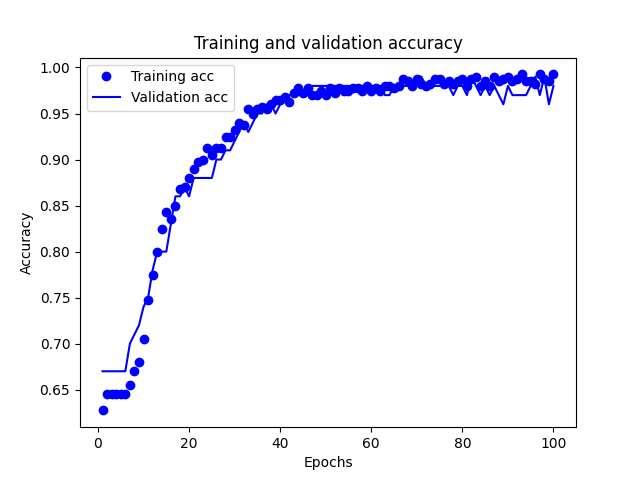 Training and validation accuracy
1.00
0.95
0.90
0.85
0.80
0.75
0.70
0.65
Accuracy
Training acc
Validation acc
0 20 40 60 80 100
Epochs